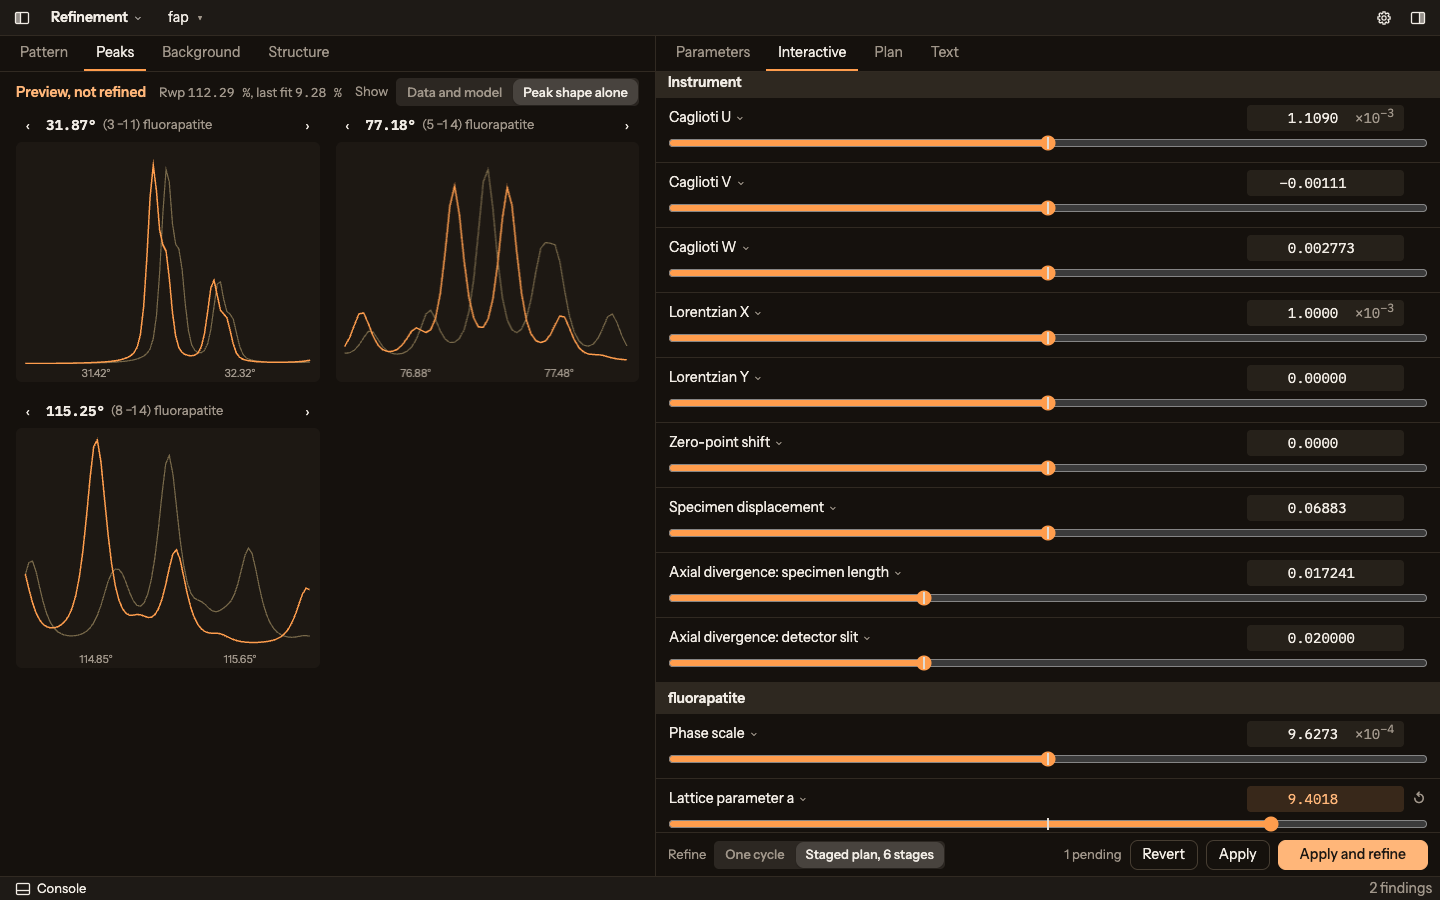 Refinement fap
Pattern Peaks Background Structure
Preview, not refined Rwp 112.29 %, last fit 9.28 % Show Data and model Peak shape alone
‹ 31.87° (3 −1 1) fluorapatite ›
‹ 77.18° (5 −1 4) fluorapatite ›
31.42° 32.32°
76.88° 77.48°
‹ 115.25° (8 −1 4) fluorapatite ›
114.85° 115.65°
Parameters Interactive Plan Text
Instrument
Caglioti U 1.1090 ×10⁻³
Caglioti V −0.00111
Caglioti W 0.002773
Lorentzian X 1.0000 ×10⁻³
Lorentzian Y 0.00000
Zero-point shift 0.0000
Specimen displacement 0.06883
Axial divergence: specimen length 0.017241
Axial divergence: detector slit 0.020000
fluorapatite
Phase scale 9.6273 ×10⁻⁴
Lattice parameter a 9.4018
Refine One cycle Staged plan, 6 stages 1 pending Revert Apply Apply and refine
Console 2 findings